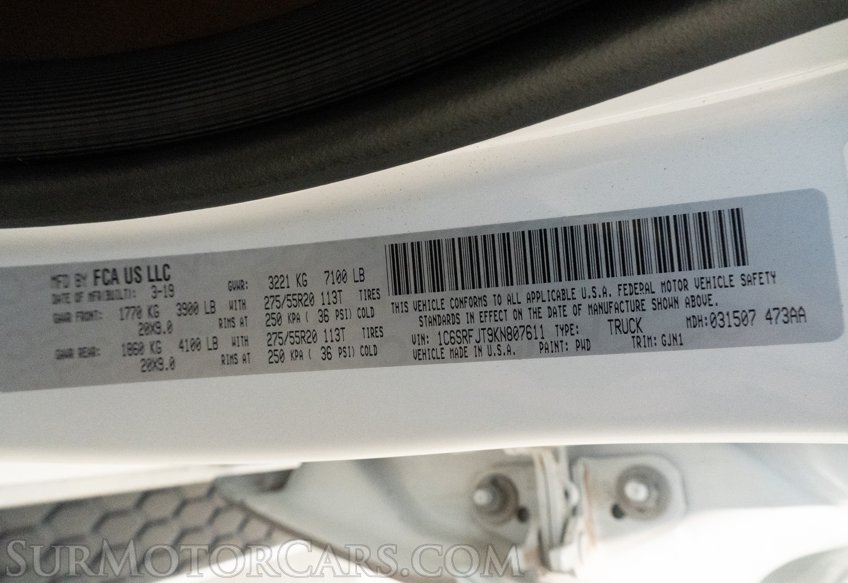 MFD BY FCA US LLC
DATE OF MFR(BUILT): 3-19 GVWR: 3221 KG 7100 LB
GAWR FRONT: 1770 KG 3900 LB WITH 275/55R20 113T TIRES
20X9.0 RIMS AT 250 KPA ( 36 PSI) COLD
GAWR REAR: 1860 KG 4100 LB WITH 275/55R20 113T TIRES
20X9.0 RIMS AT 250 KPA ( 36 PSI) COLD
THIS VEHICLE CONFORMS TO ALL APPLICABLE U.S.A. FEDERAL MOTOR VEHICLE SAFETY
STANDARDS IN EFFECT ON THE DATE OF MANUFACTURE SHOWN ABOVE.
VIN: 1C6SRFJT9KN807611 TYPE: TRUCK MDH: 031507 473AA
VEHICLE MADE IN U.S.A. PAINT: PWD TRIM: GJN1
SURMOTORCARS.COM